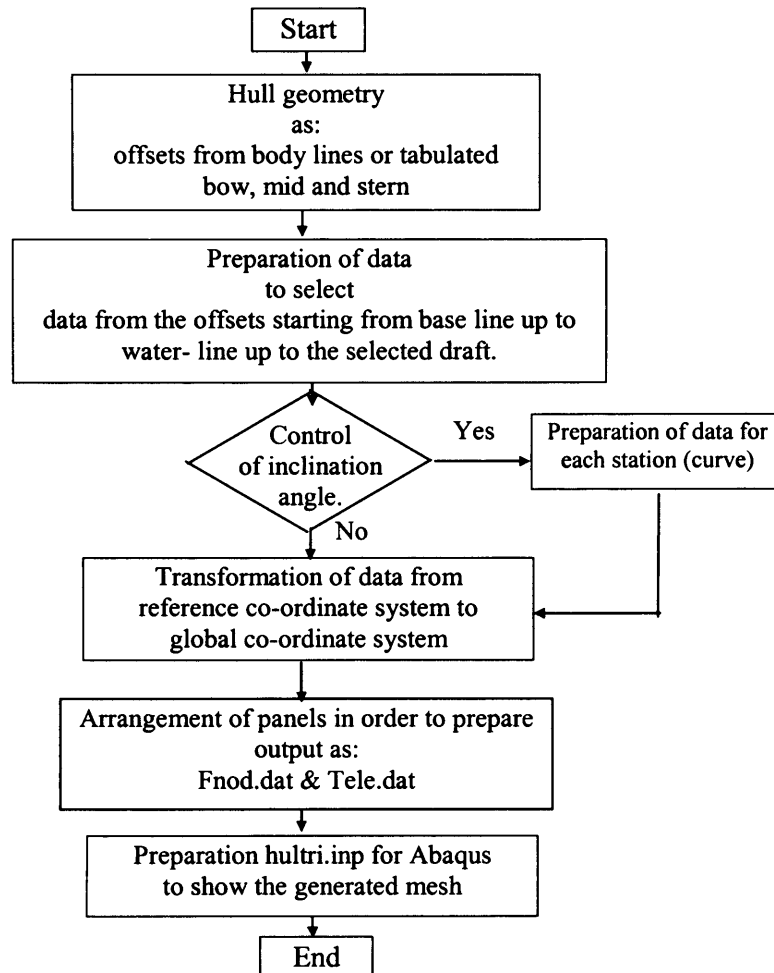 Start
Hull geometry
as:
offsets from body lines or tabulated
bow, mid and stern
Preparation of data
to select
data from the offsets starting from base line up to
water- line up to the selected draft.
Control
of inclination
angle.
Yes
Preparation of data for
each station (curve)
No
Transformation of data from
reference co-ordinate system to
global co-ordinate system
Arrangement of panels in order to prepare
output as:
Fnod.dat & Tele.dat
Preparation hultri.inp for Abaqus
to show the generated mesh
End